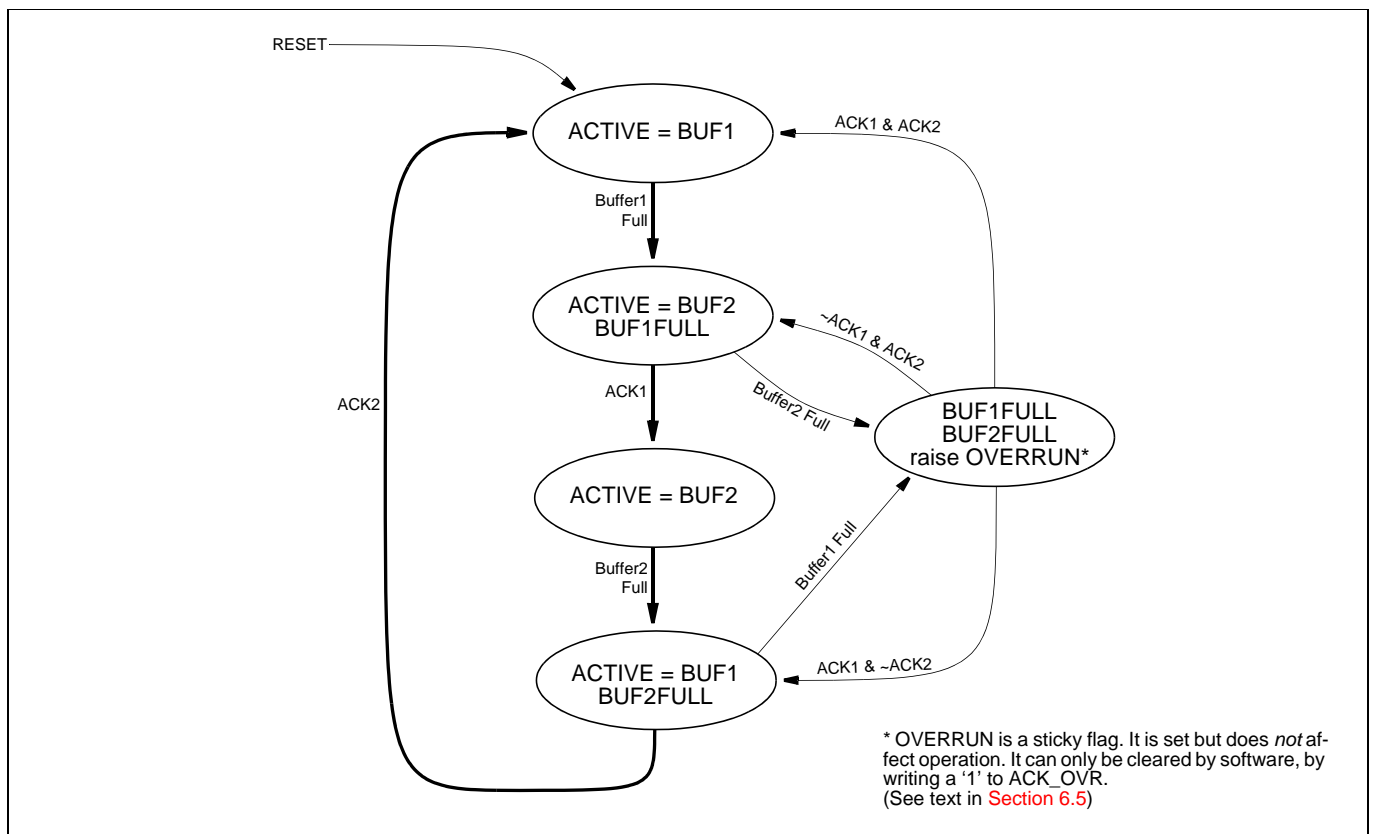 RESET
ACTIVE = BUF1
ACK1 & ACK2
Buffer1
Full
ACTIVE = BUF2
BUF1FULL
~ACK1 & ACK2
ACK1
Buffer2 Full
ACK2
BUF1FULL
BUF2FULL
raise OVERRUN*
ACTIVE = BUF2
Buffer2
Full
Buffer1 Full
ACTIVE = BUF1
BUF2FULL
ACK1 & ~ACK2
* OVERRUN is a sticky flag. It is set but does not af-
fect operation. It can only be cleared by software, by
writing a ‘1’ to ACK_OVR.
(See text in Section 6.5)